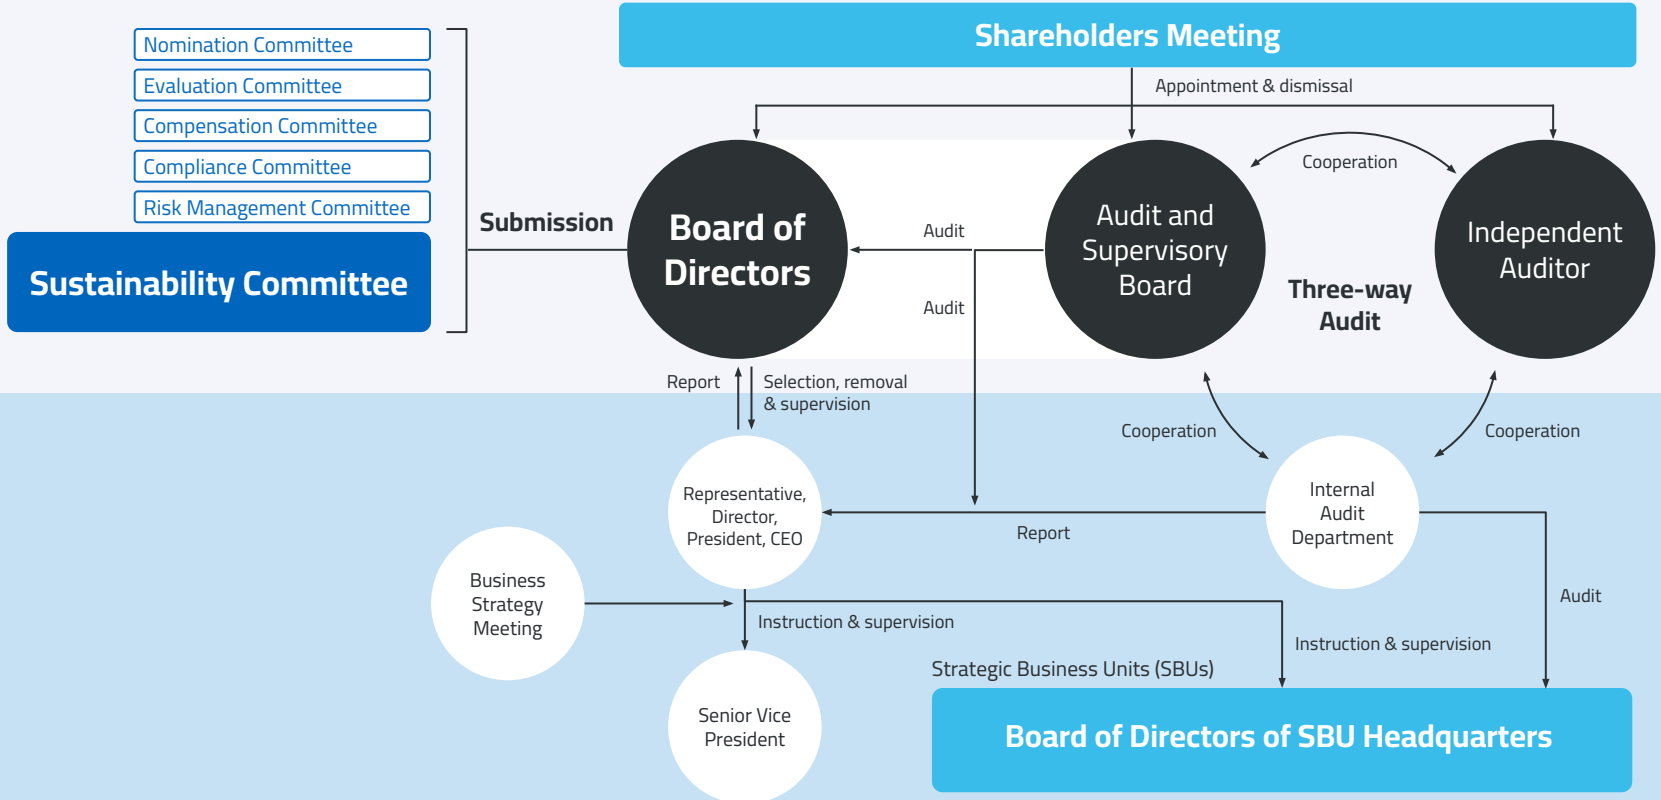 Shareholders Meeting
Appointment & dismissal
Nomination Committee
Evaluation Committee
Compensation Committee
Compliance Committee
Risk Management Committee
Sustainability Committee
Submission
Board of
Directors
Audit
Audit
Audit and
Supervisory
Board
Cooperation
Three-way
Audit
Independent
Auditor
Report
Selection, removal
& supervision
Cooperation
Cooperation
Representative,
Director,
President, CEO
Report
Internal
Audit
Department
Business
Strategy
Meeting
Instruction & supervision
Audit
Instruction & supervision
Senior Vice
President
Strategic Business Units (SBUs)
Board of Directors of SBU Headquarters